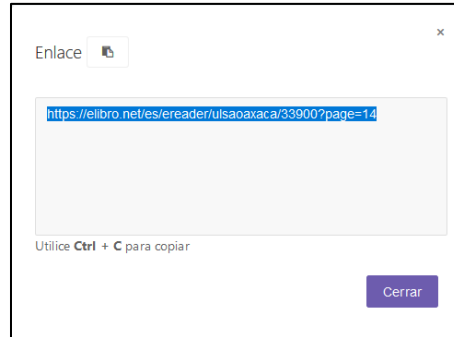 ×
Enlace
https://elibro.net/es/ereader/ulsaoaxaca/33900?page=14
Utilice Ctrl + C para copiar
Cerrar